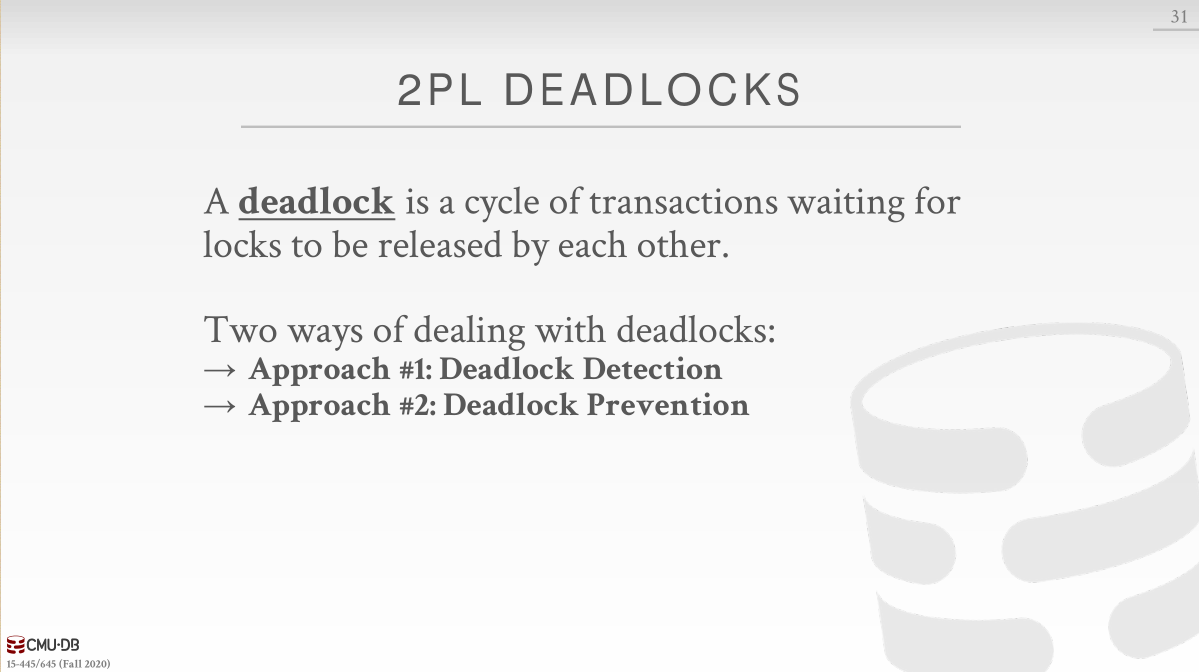 31
2PL DEADLOCKS
A deadlock is a cycle of transactions waiting for
locks to be released by each other.
Two ways of dealing with deadlocks:
→ Approach #1: Deadlock Detection
→ Approach #2: Deadlock Prevention
CMU·DB
15-445/645 (Fall 2020)